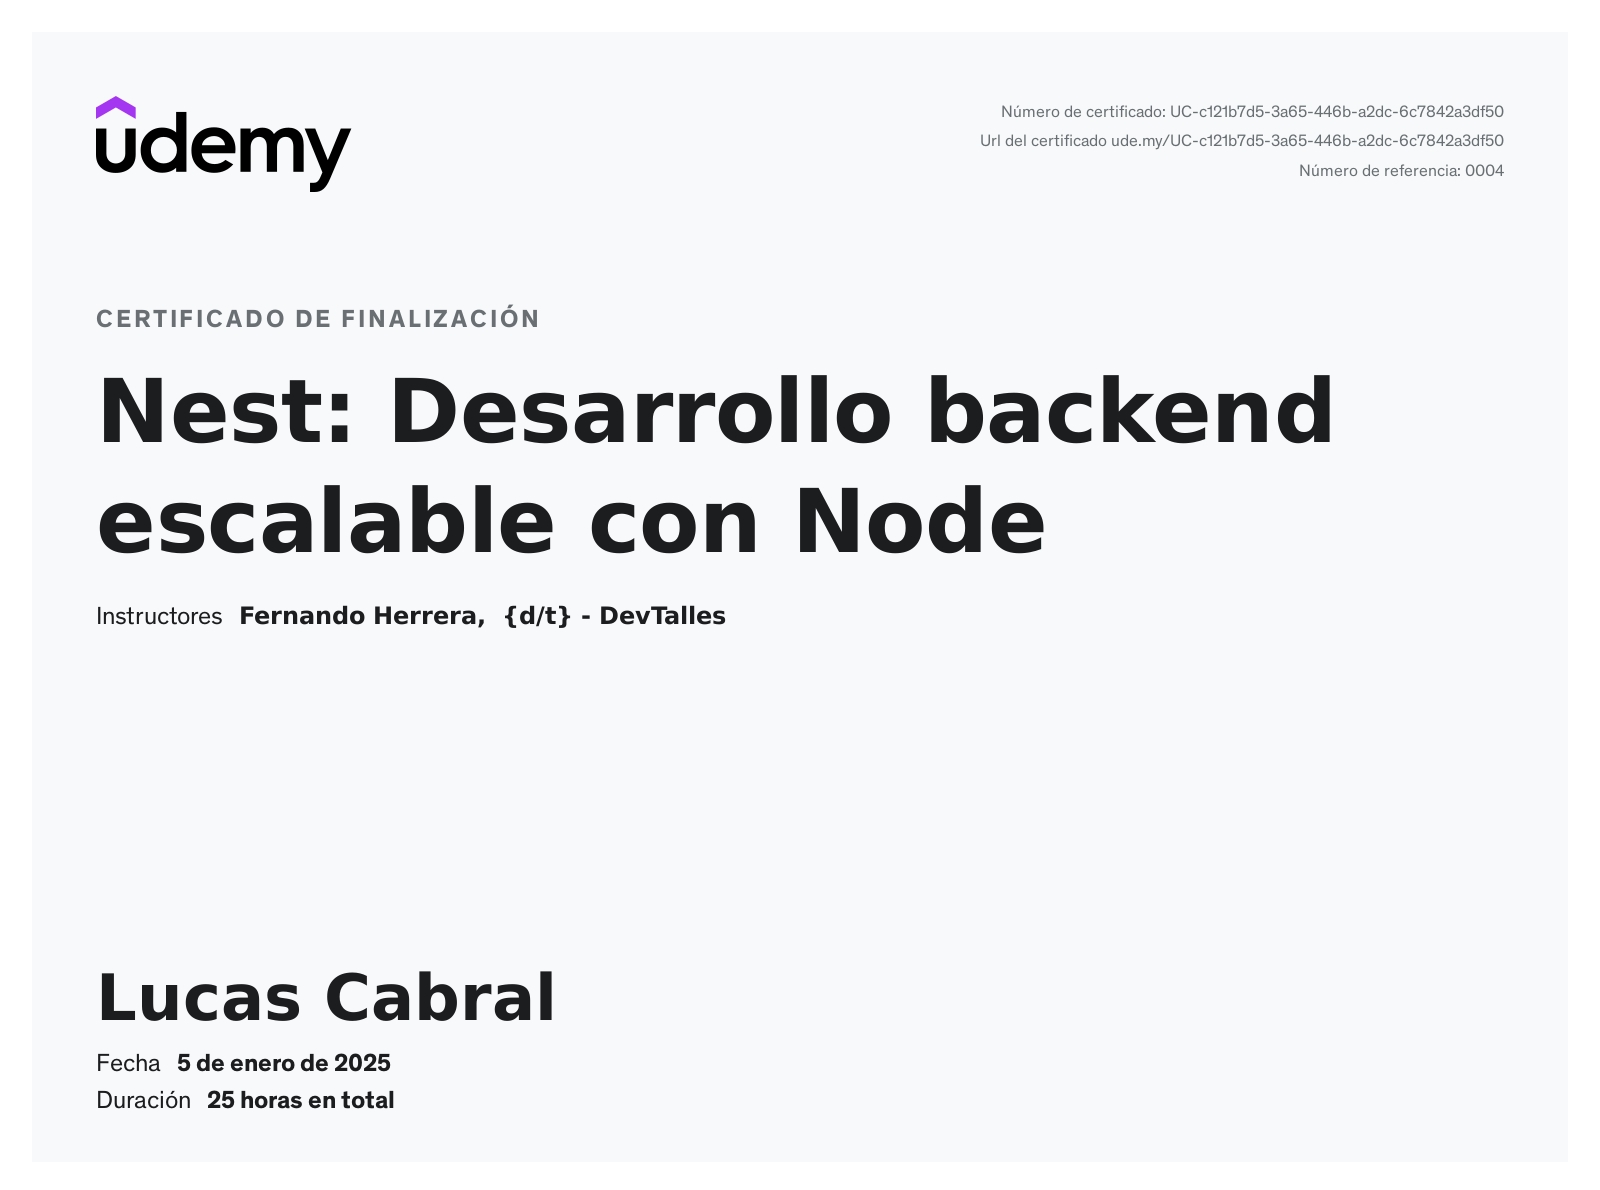 udemy
Número de certificado: UC-c121b7d5-3a65-446b-a2dc-6c7842a3df50
Url del certificado ude.my/UC-c121b7d5-3a65-446b-a2dc-6c7842a3df50
Número de referencia: 0004
CERTIFICADO DE FINALIZACIÓN
Nest: Desarrollo backend
escalable con Node
Instructores Fernando Herrera, {d/t} - DevTalles
Lucas Cabral
Fecha 5 de enero de 2025
Duración 25 horas en total